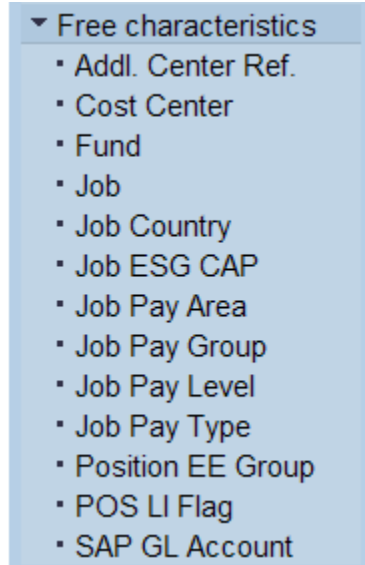 Free characteristics
Addl. Center Ref.
Cost Center
Fund
Job
Job Country
Job ESG CAP
Job Pay Area
Job Pay Group
Job Pay Level
Job Pay Type
Position EE Group
POS LI Flag
SAP GL Account